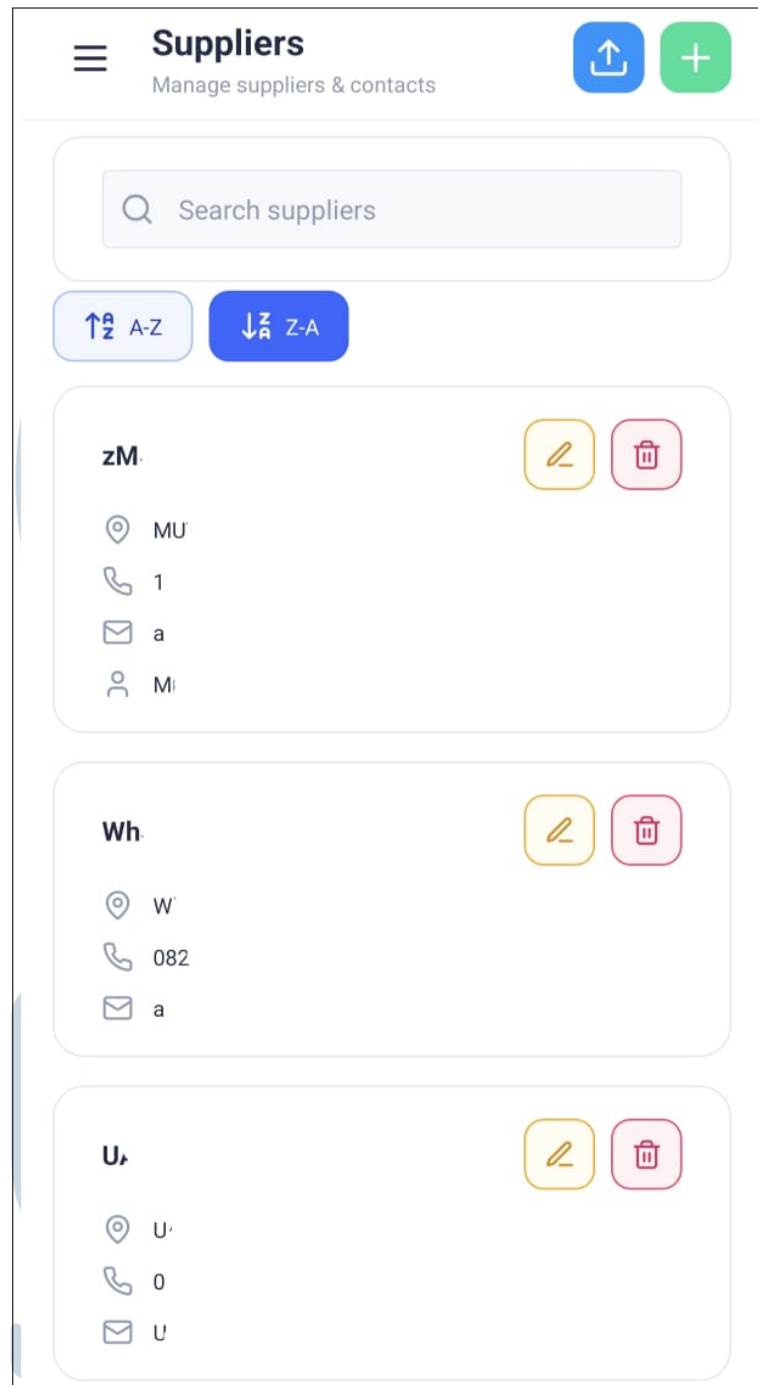 Suppliers
Manage suppliers & contacts
Search suppliers
A-Z
Z-A
zM
MU
1
a
M
Wh
W
082
a
U
U
0
U